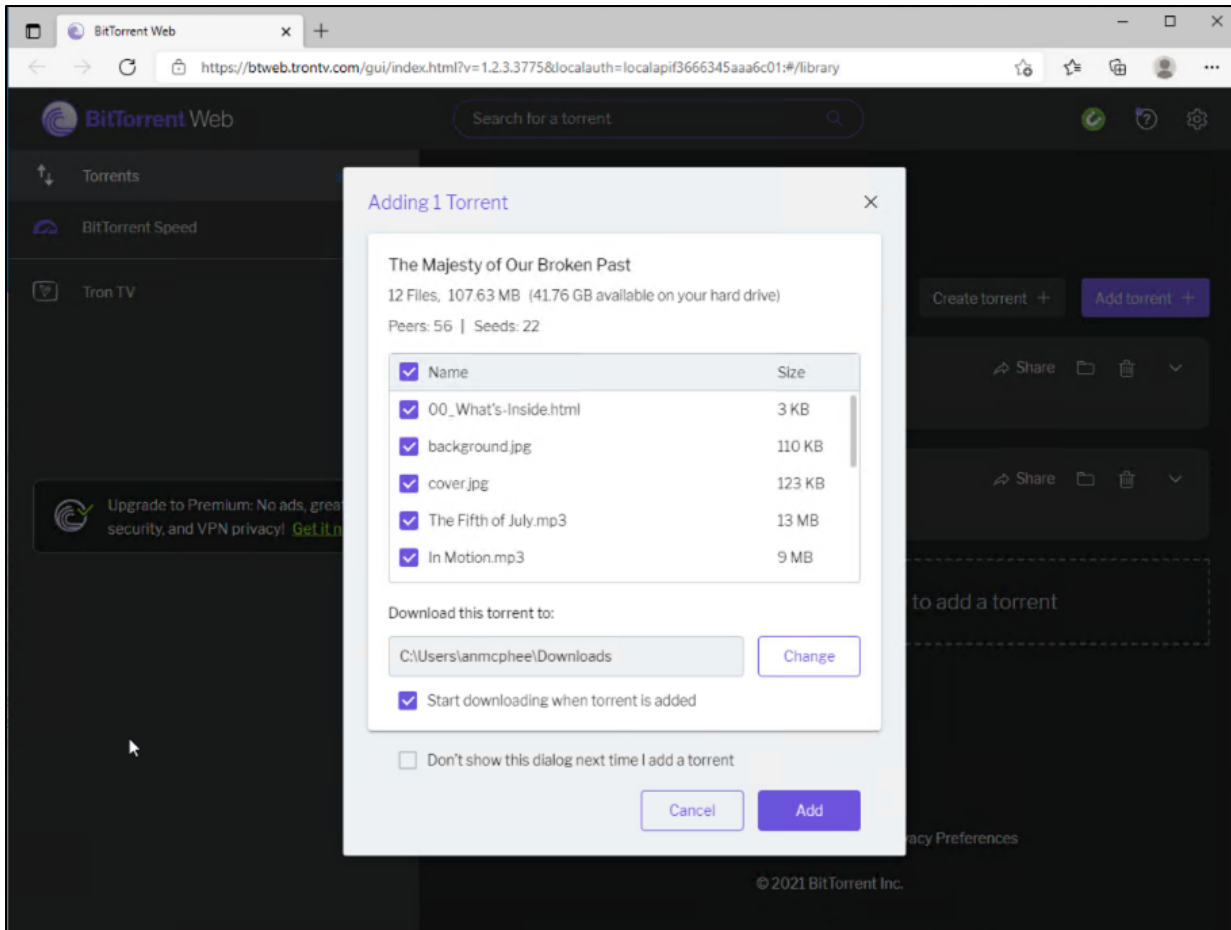 BitTorrent Web
https://btweb.trontv.com/gui/index.html?v=1.2.3.3775&localauth=localapif3666345aaa6c01:#/library
BitTorrent Web
Search for a torrent
Torrents
BitTorrent Speed
Tron TV
Upgrade to Premium: No ads, grea
security, and VPN privacy! Get it n
Adding 1 Torrent
The Majesty of Our Broken Past
12 Files, 107.63 MB (41.76 GB available on your hard drive)
Peers: 56 | Seeds: 22
Name Size
00_What's-Inside.html 3 KB
background.jpg 110 KB
cover.jpg 123 KB
The Fifth of July.mp3 13 MB
In Motion.mp3 9 MB
Download this torrent to:
C:\Users\anmcphee\Downloads Change
Start downloading when torrent is added
Don't show this dialog next time I add a torrent
Cancel Add
Create torrent + Add torrent +
Share
Share
to add a torrent
acy Preferences
© 2021 BitTorrent Inc.